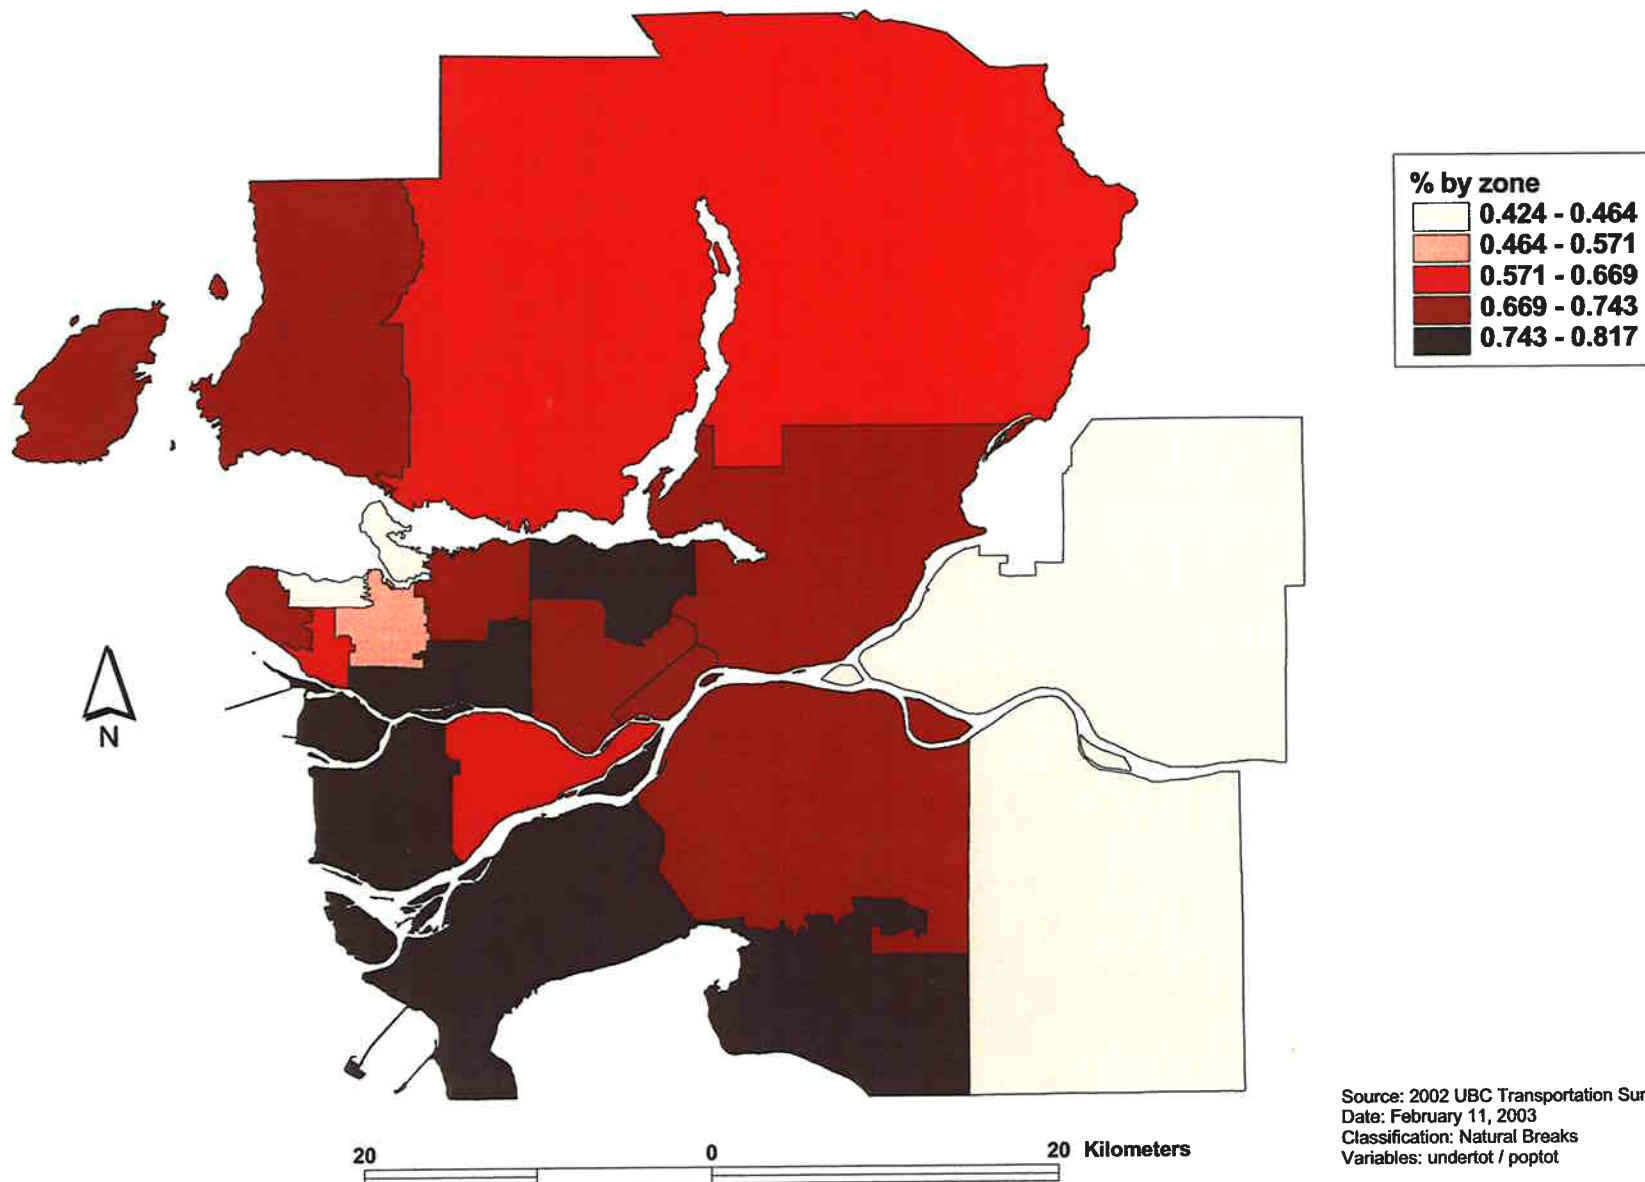 % by zone
0.424 - 0.464
0.464 - 0.571
0.571 - 0.669
0.669 - 0.743
0.743 - 0.817
N
20 0 20 Kilometers
Source: 2002 UBC Transportation Sur
Date: February 11, 2003
Classification: Natural Breaks
Variables: undertot / poptot